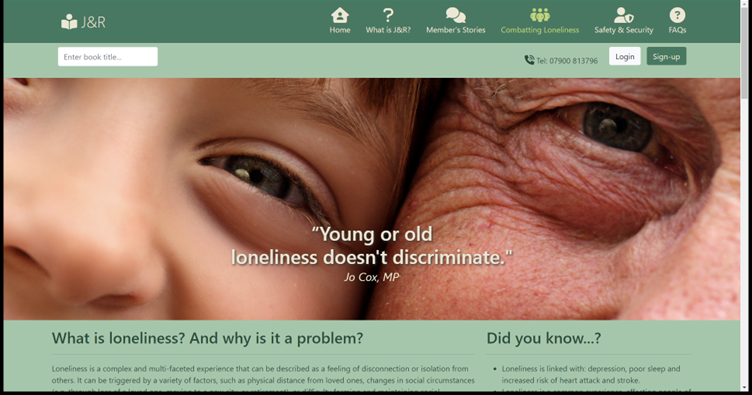 J&R
Home
What is J&R?
Member's Stories
Combatting Loneliness
Safety & Security
FAQs
Enter book title...
Tel: 07900 813796
Login
Sign-up
“Young or old
loneliness doesn't discriminate."
Jo Cox, MP
What is loneliness? And why is it a problem?
Loneliness is a complex and multi-faceted experience that can be described as a feeling of disconnection or isolation from
others. It can be triggered by a variety of factors, such as physical distance from loved ones, changes in social circumstances
Did you know...?
Loneliness is linked with: depression, poor sleep and
increased risk of heart attack and stroke.